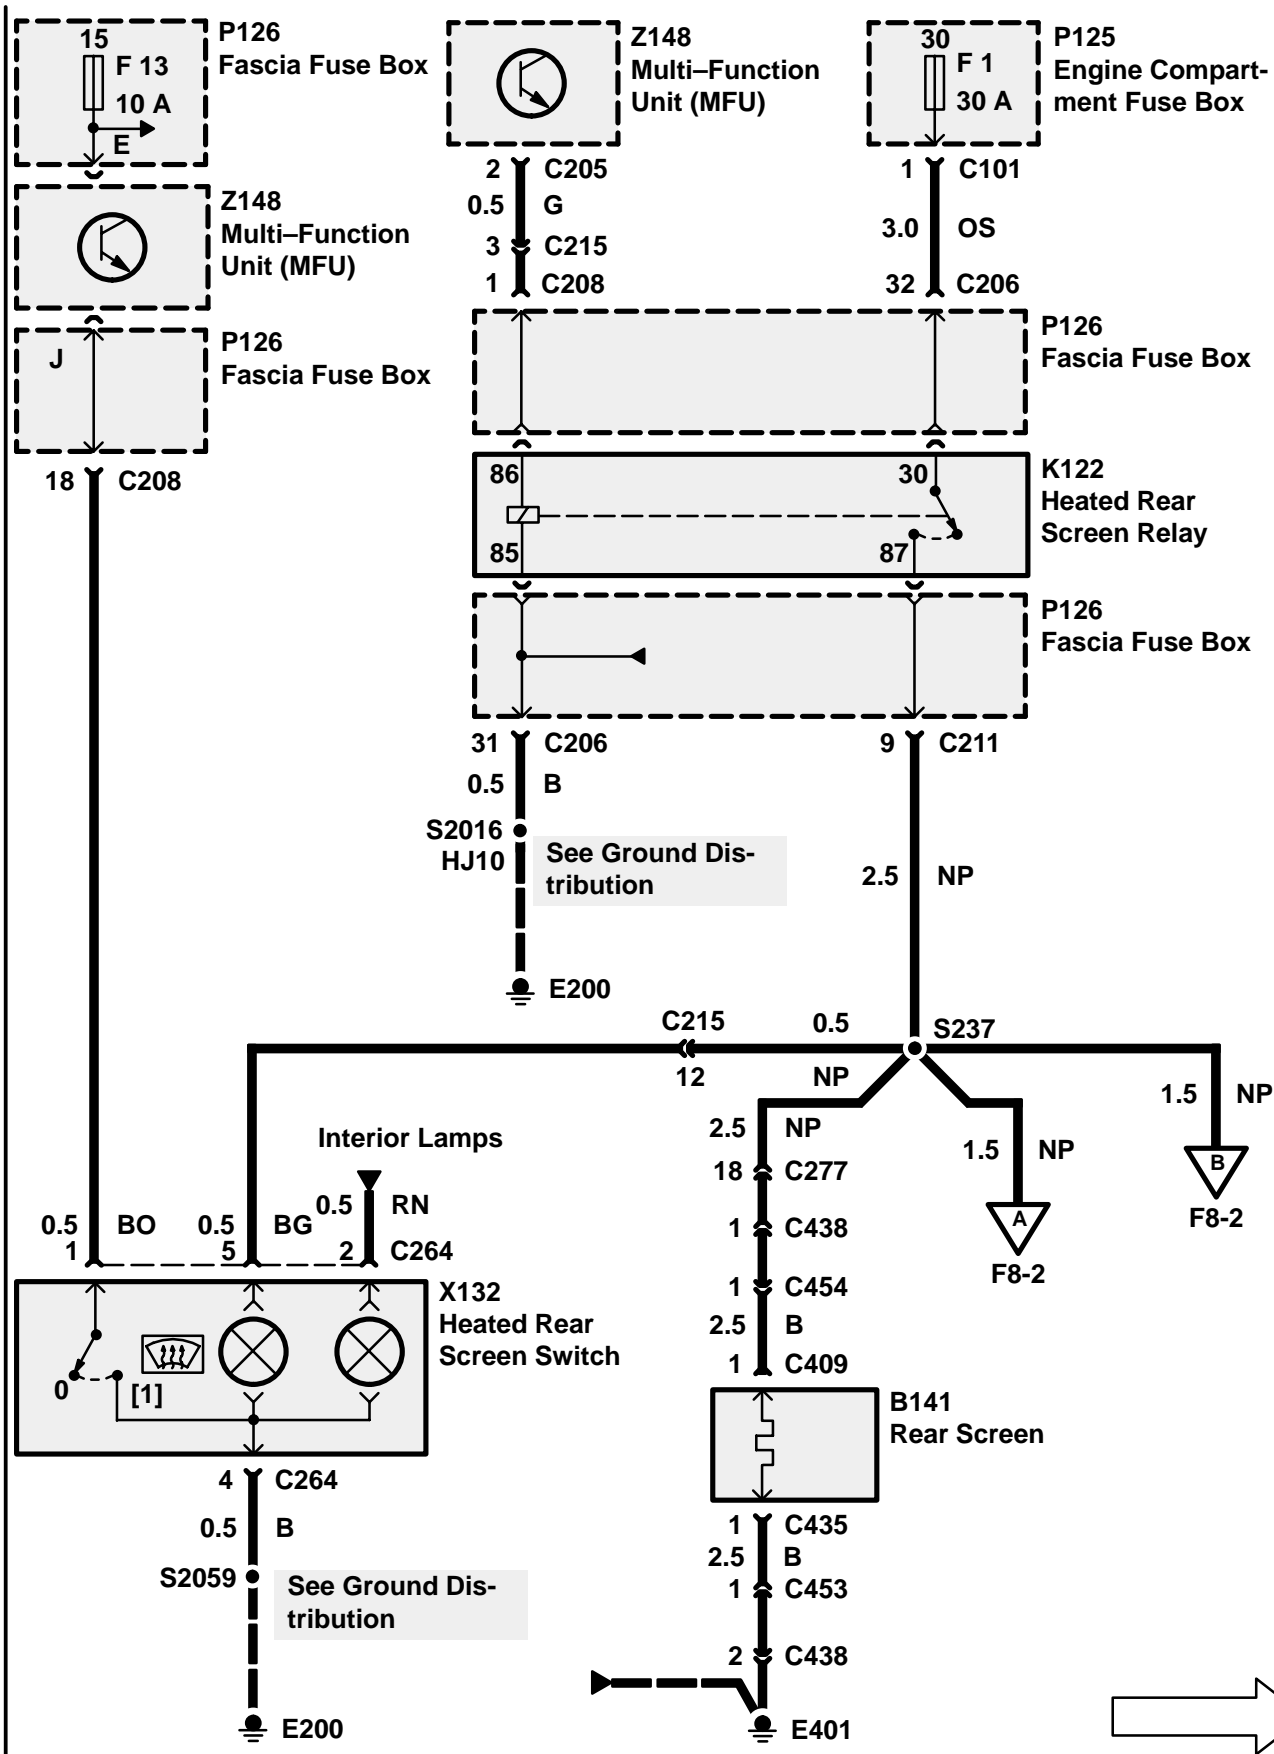 15
F 13
10 A
E
P126
Fascia Fuse Box
Z148
Multi–Function
Unit (MFU)
30
F 1
30 A
P125
Engine Compart-
ment Fuse Box
2 C205
0.5 G
3 C215
1 C208
1 C101
3.0 OS
32 C206
Z148
Multi–Function
Unit (MFU)
J
P126
Fascia Fuse Box
18 C208
P126
Fascia Fuse Box
86
30
85
87
K122
Heated Rear
Screen Relay
P126
Fascia Fuse Box
31 C206
0.5 B
S2016
HJ10
See Ground Dis-
tribution
E200
9 C211
2.5 NP
C215
12
0.5
NP
S237
2.5 NP
18 C277
1 C438
1 C454
2.5 B
1 C409
1.5 NP
A
F8-2
1.5 NP
B
F8-2
Interior Lamps
0.5 BO
1
0.5 BG
5
0.5 RN
2 C264
X132
Heated Rear
Screen Switch
0
[1]
4 C264
0.5 B
S2059
See Ground Dis-
tribution
E200
B141
Rear Screen
1 C435
2.5 B
1 C453
2 C438
E401